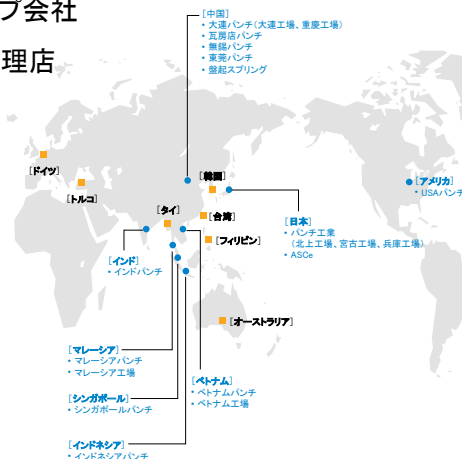 プ会社
理店
[中国]
・大連パンチ(大連工場、重慶工場)
・瓦房店パンチ
・無錫パンチ
・東莞パンチ
・盤起スプリング
[ドイツ]
[トルコ]
[韓国]
[アメリカ]
・USAパンチ
[タイ]
[台湾]
[日本]
・パンチ工業
(北上工場、宮古工場、兵庫工場)
・ASCe
[フィリピン]
[インド]
・インドパンチ
[オーストラリア]
[マレーシア]
・マレーシアパンチ
・マレーシア工場
[ベトナム]
・ベトナムパンチ
・ベトナム工場
[シンガポール]
・シンガポールパンチ
[インドネシア]
・インドネシアパンチ